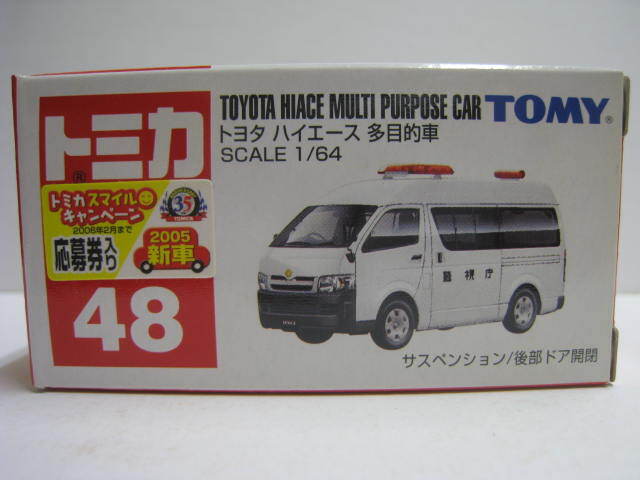 トミカ
®
トミカスマイル
キャンペーン
2006年2月まで
応募券入り
35
TOMICA
2005
新車
48
TOYOTA HIACE MULTI PURPOSE CAR
TOMY®
トヨタ ハイエース 多目的車
SCALE 1/64
警視庁
サスペンション/後部ドア開閉